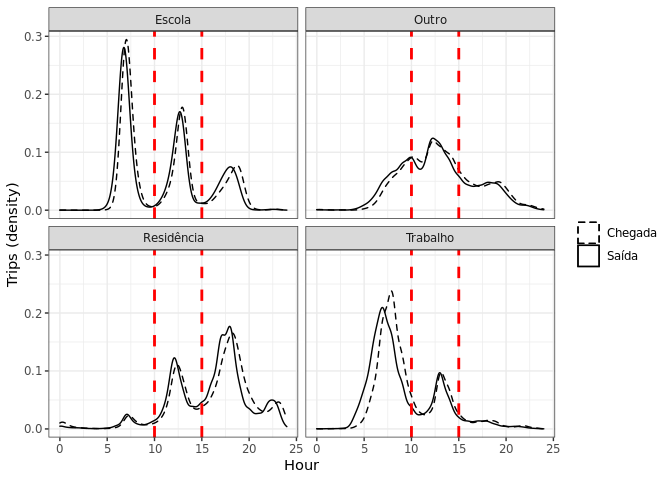 Escola
Outro
0.3
0.2
0.1
0.0
Residência
Trabalho
0.3
0.2
0.1
0.0
0 5 10 15 20 25
0 5 10 15 20 25
Hour
Trips (density)
Chegada
Saída